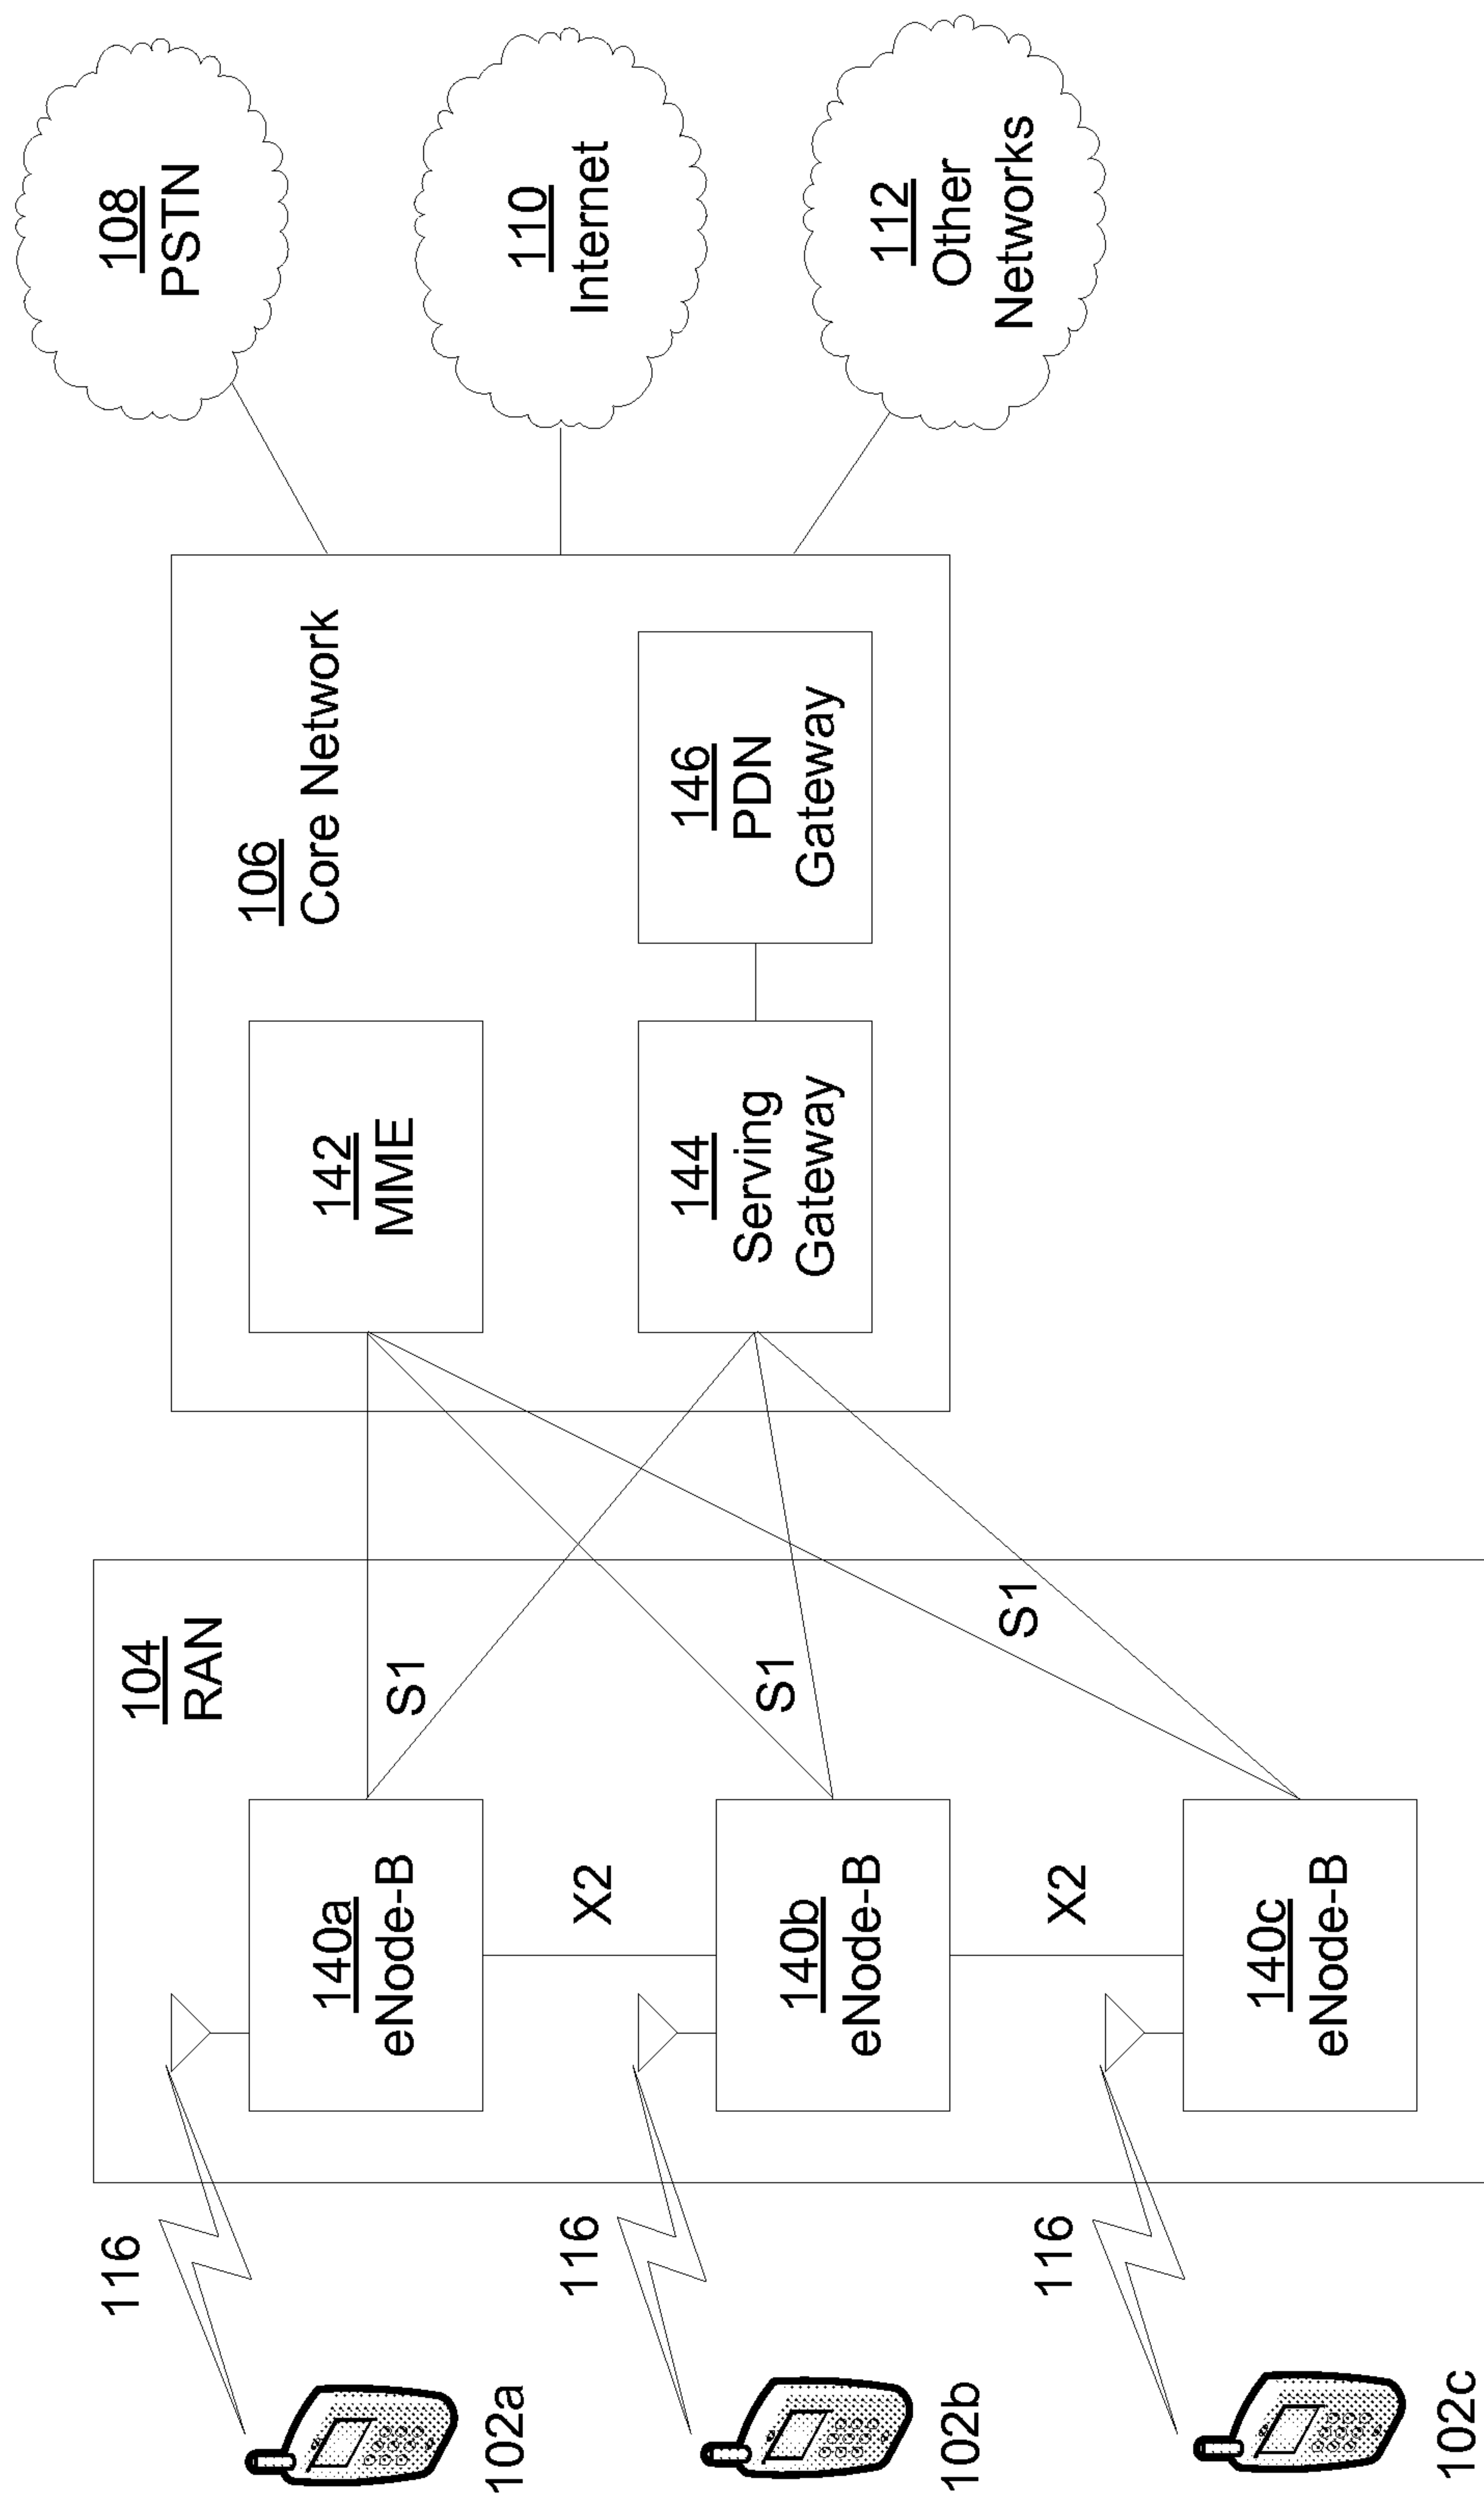 116
102a
104
RAN
140a
eNode-B
S1
142
MME
106
Core Network
108
PSTN
X2
116
102b
140b
eNode-B
S1
144
Serving
Gateway
146
PDN
Gateway
110
Internet
X2
116
102c
140c
eNode-B
S1
112
Other
Networks